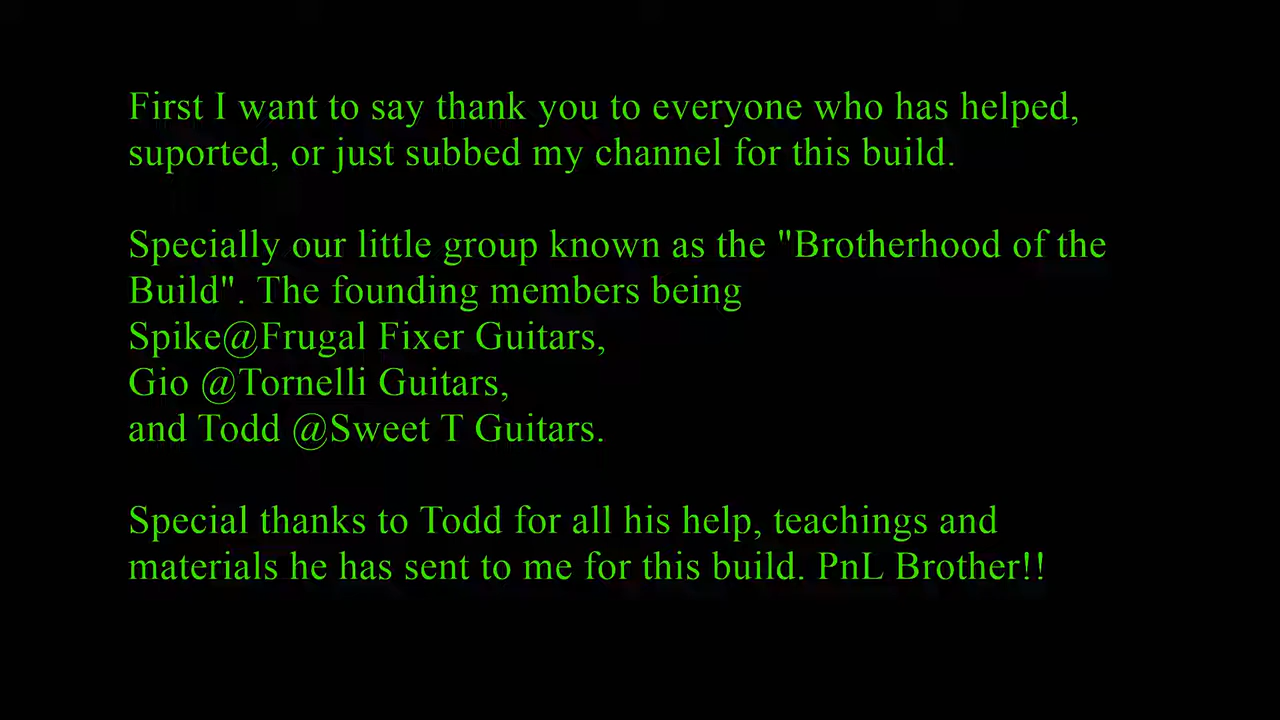 First I want to say thank you to everyone who has helped,
suported, or just subbed my channel for this build.
Specially our little group known as the "Brotherhood of the
Build". The founding members being
Spike@Frugal Fixer Guitars,
Gio @Tornelli Guitars,
and Todd @Sweet T Guitars.
Special thanks to Todd for all his help, teachings and
materials he has sent to me for this build. PnL Brother!!